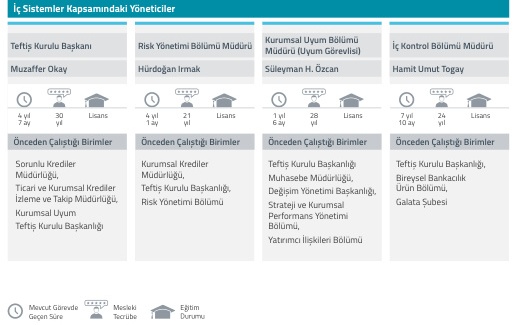 İç Sistemler Kapsamındaki Yöneticiler
Teftiş Kurulu Başkanı
Muzaffer Okay
4 yıl
7 ay
30
yıl
Lisans
Önceden Çalıştığı Birimler
Sorunlu Krediler
Müdürlüğü,
Ticari ve Kurumsal Krediler
İzleme ve Takip Müdürlüğü,
Kurumsal Uyum
Teftiş Kurulu Başkanlığı
Risk Yönetimi Bölümü Müdürü
Hürdoğan Irmak
4 yıl
1 ay
21
yıl
Lisans
Önceden Çalıştığı Birimler
Kurumsal Krediler
Müdürlüğü,
Teftiş Kurulu Başkanlığı,
Risk Yönetimi Bölümü
Kurumsal Uyum Bölümü
Müdürü (Uyum Görevlisi)
Süleyman H. Özcan
1 yıl
6 ay
28
yıl
Lisans
Önceden Çalıştığı Birimler
Teftiş Kurulu Başkanlığı
Muhasebe Müdürlüğü,
Değişim Yönetimi Başkanlığı,
Strateji ve Kurumsal
Performans Yönetimi
Bölümü,
Yatırımcı İlişkileri Bölümü
İç Kontrol Bölümü Müdürü
Hamit Umut Togay
7 yıl
10 ay
24
yıl
Lisans
Önceden Çalıştığı Birimler
Teftiş Kurulu Başkanlığı,
Bireysel Bankacılık
Ürün Bölümü,
Galata Şubesi
Mevcut Görevde
Geçen Süre
Mesleki
Tecrübe
Eğitim
Durumu